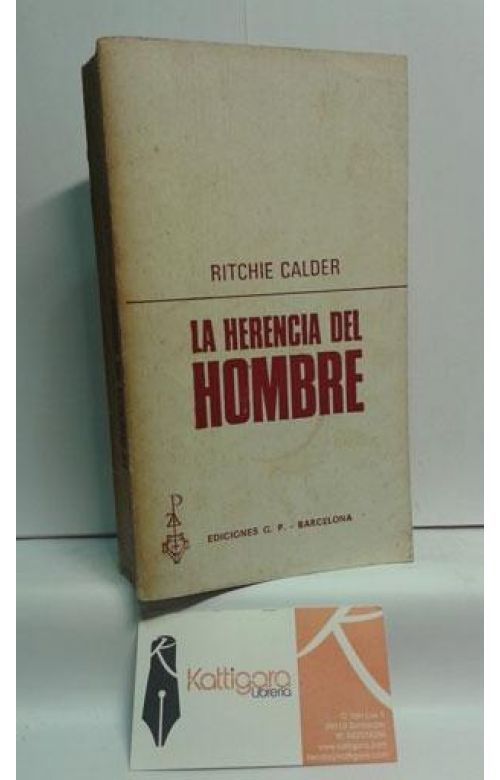 RITCHIE CALDER
LA HERENCIA DEL
HOMBRE
EDICIONES G. P. - BARCELONA
Kattigara
Librería